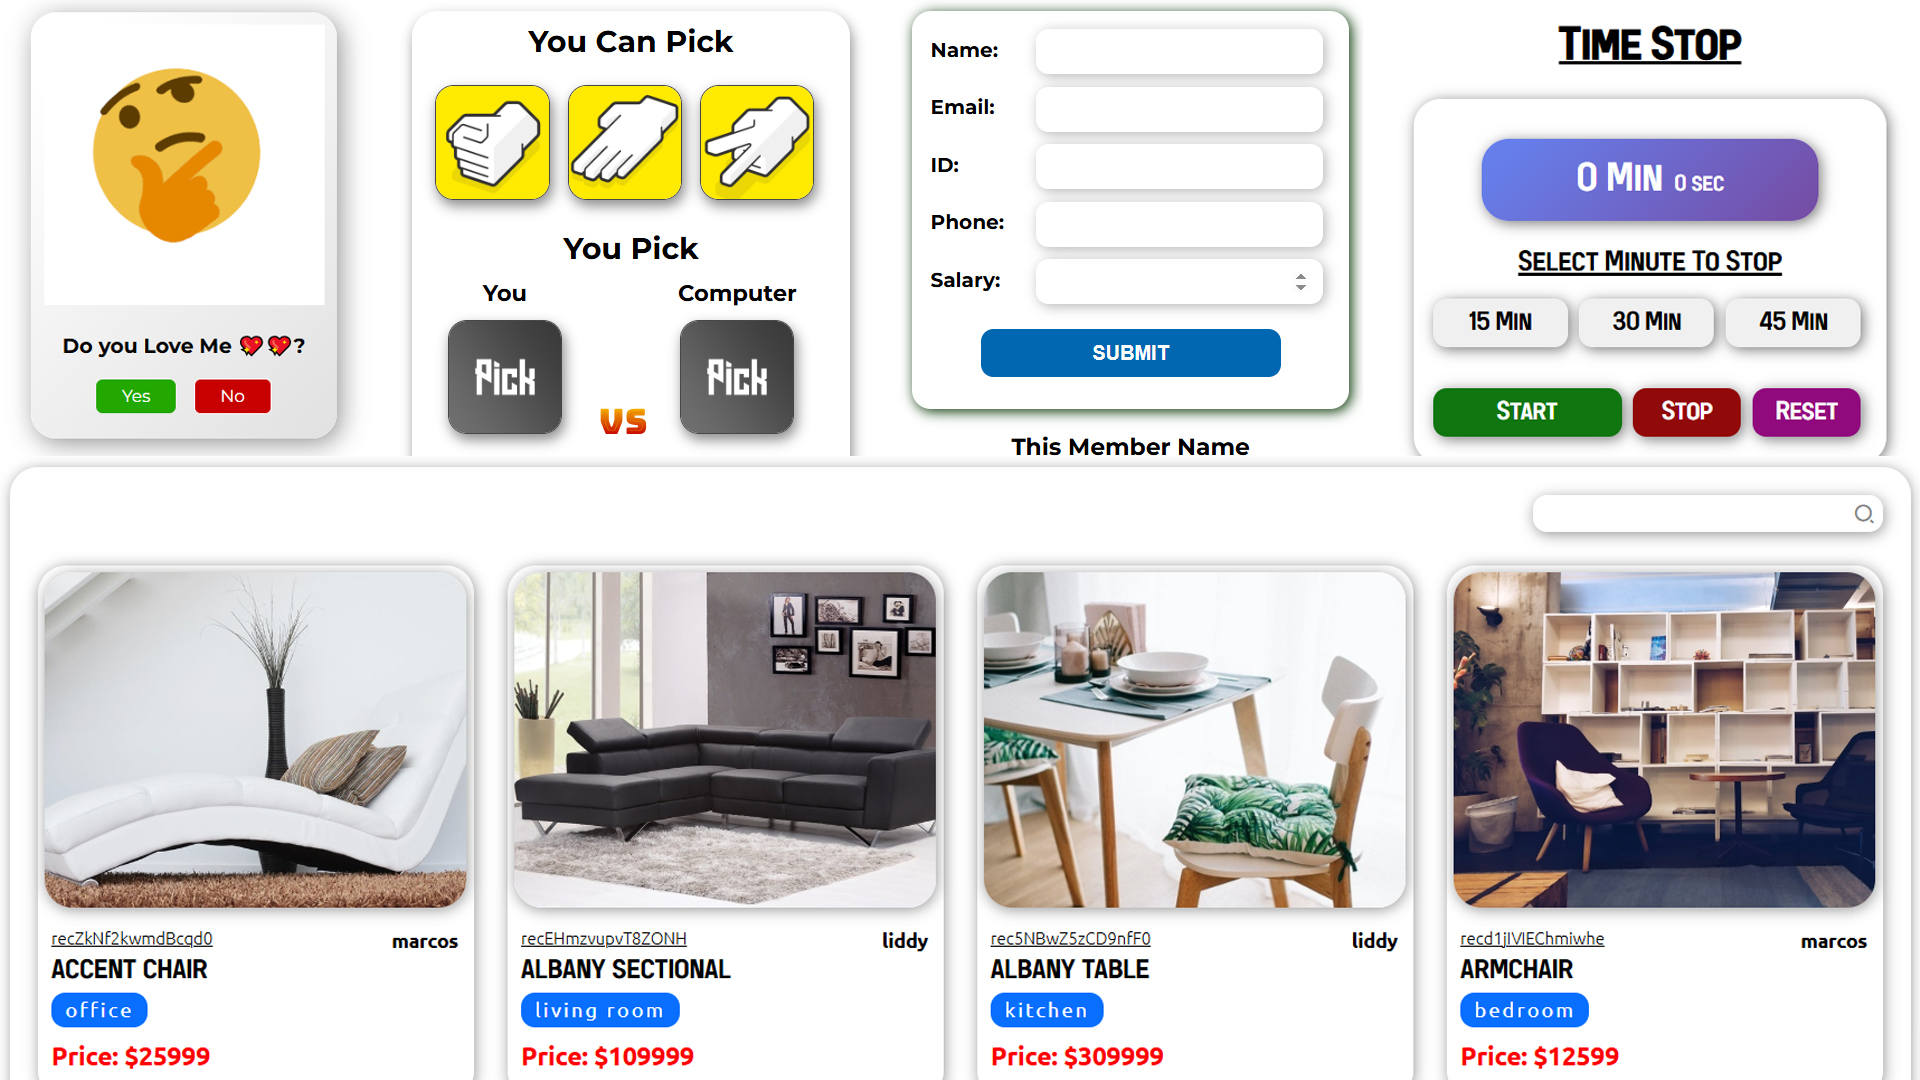 Do you Love Me 💖💖?
Yes
No
You Can Pick
You Pick
You
Computer
Pick
VS
Pick
Name:
Email:
ID:
Phone:
Salary:
SUBMIT
This Member Name
TIME STOP
0 MIN 0 SEC
SELECT MINUTE TO STOP
15 MIN
30 MIN
45 MIN
START
STOP
RESET
recZkNf2kwmdBcqd0
marcos
ACCENT CHAIR
office
Price: $25999
recEHmzvupvT8ZONH
liddy
ALBANY SECTIONAL
living room
Price: $109999
rec5NBwZ5zCD9nfF0
liddy
ALBANY TABLE
kitchen
Price: $309999
recd1jIVIEChmiwhe
marcos
ARMCHAIR
bedroom
Price: $12599